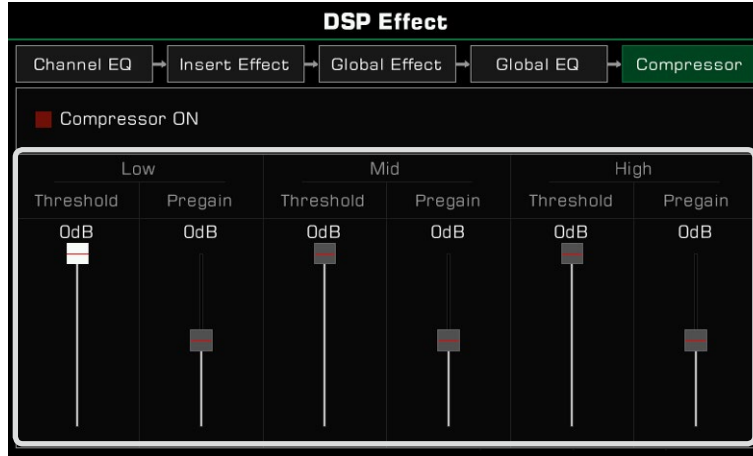 DSP Effect
Channel EQ Insert Effect Global Effect Global EQ Compressor
Compressor ON
Low Mid High
Threshold Pregain Threshold Pregain Threshold Pregain
0dB 0dB 0dB 0dB 0dB 0dB